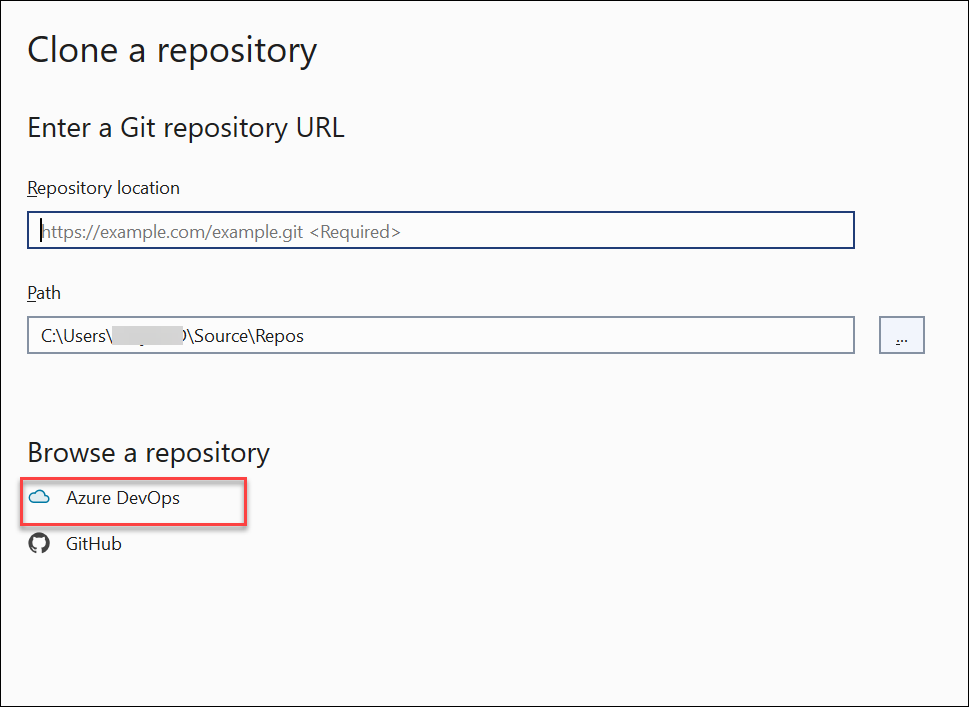 Clone a repository
Enter a Git repository URL
Repository location
https://example.com/example.git <Required>
Path
C:\Users\ \Source\Repos
...
Browse a repository
Azure DevOps
GitHub